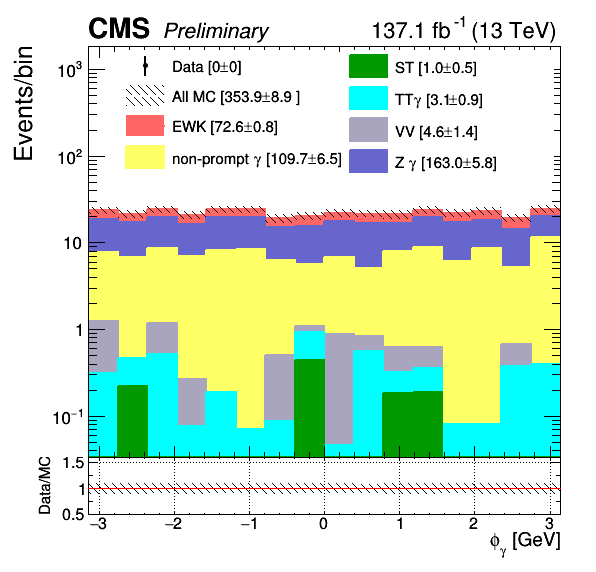 CMS Preliminary 137.1 fb⁻¹ (13 TeV)
Events/bin
Data [0±0]
All MC [353.9±8.9 ]
EWK [72.6±0.8]
non-prompt γ [109.7±6.5]
ST [1.0±0.5]
TTγ [3.1±0.9]
VV [4.6±1.4]
Z γ [163.0±5.8]
10³
10²
10
1
10⁻¹
Data/MC
1.5
1
0.5
−3 −2 −1 0 1 2 3
ϕγ [GeV]